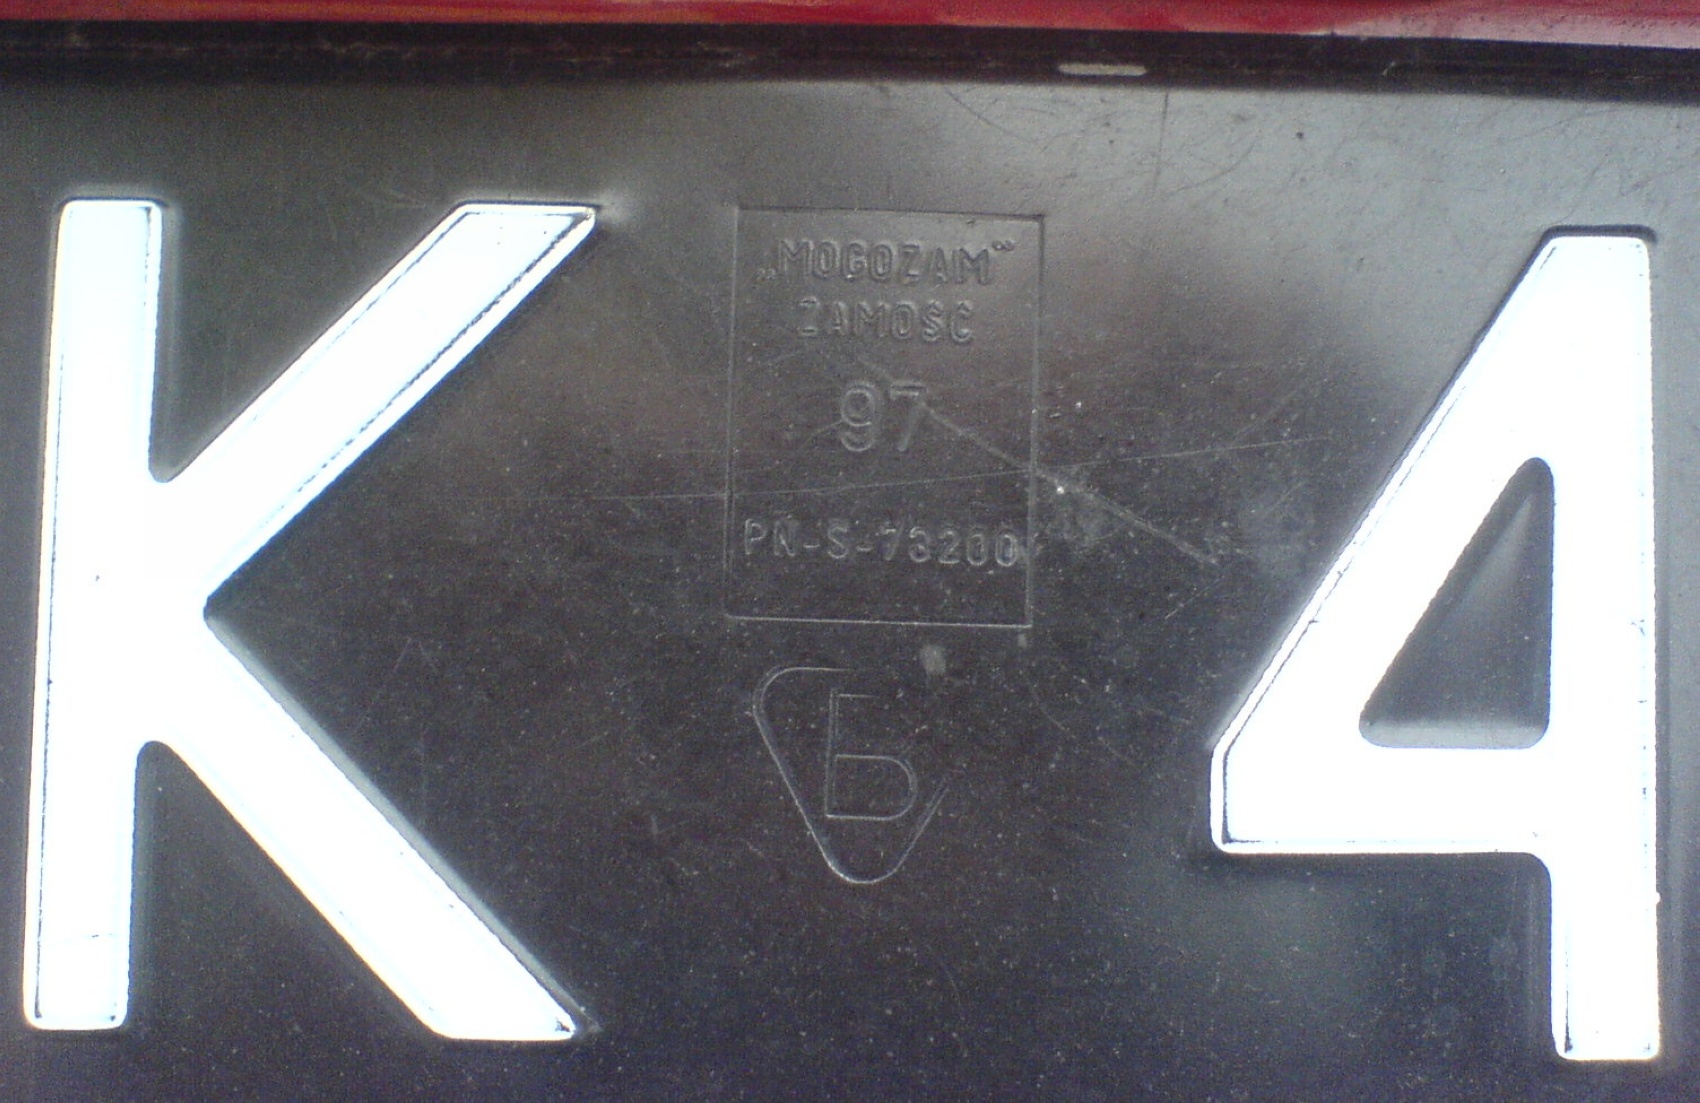 K 4
„MOGOZAM”
ZAMOŚĆ
97
PN-S-73200
B